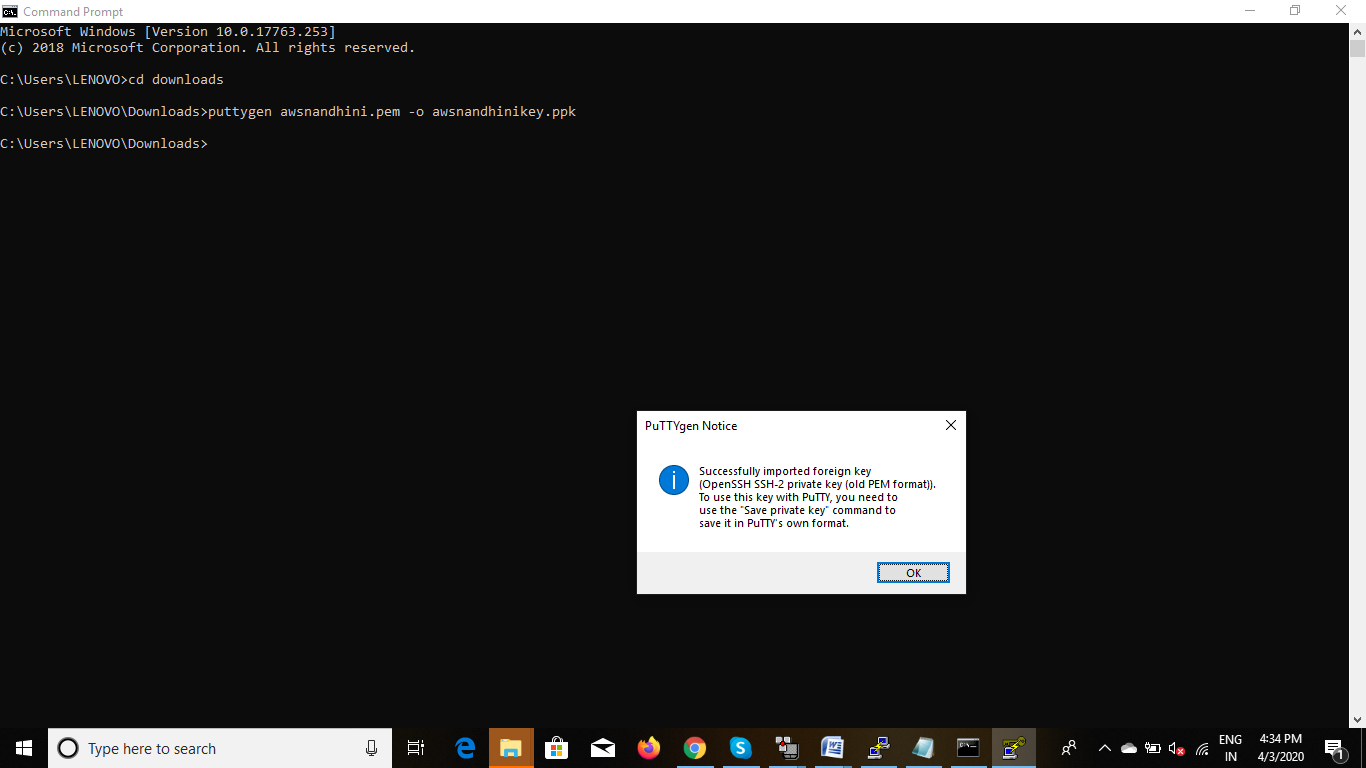 Command Prompt
Microsoft Windows [Version 10.0.17763.253]
(c) 2018 Microsoft Corporation. All rights reserved.
C:\Users\LENOVO>cd downloads
C:\Users\LENOVO\Downloads>puttygen awsnandhini.pem -o awsnandhinikey.ppk
C:\Users\LENOVO\Downloads>
PuTTYgen Notice
Successfully imported foreign key
(OpenSSH SSH-2 private key (old PEM format)).
To use this key with PuTTY, you need to
use the "Save private key" command to
save it in PuTTY's own format.
OK
Type here to search
ENG
IN
4:34 PM
4/3/2020
1